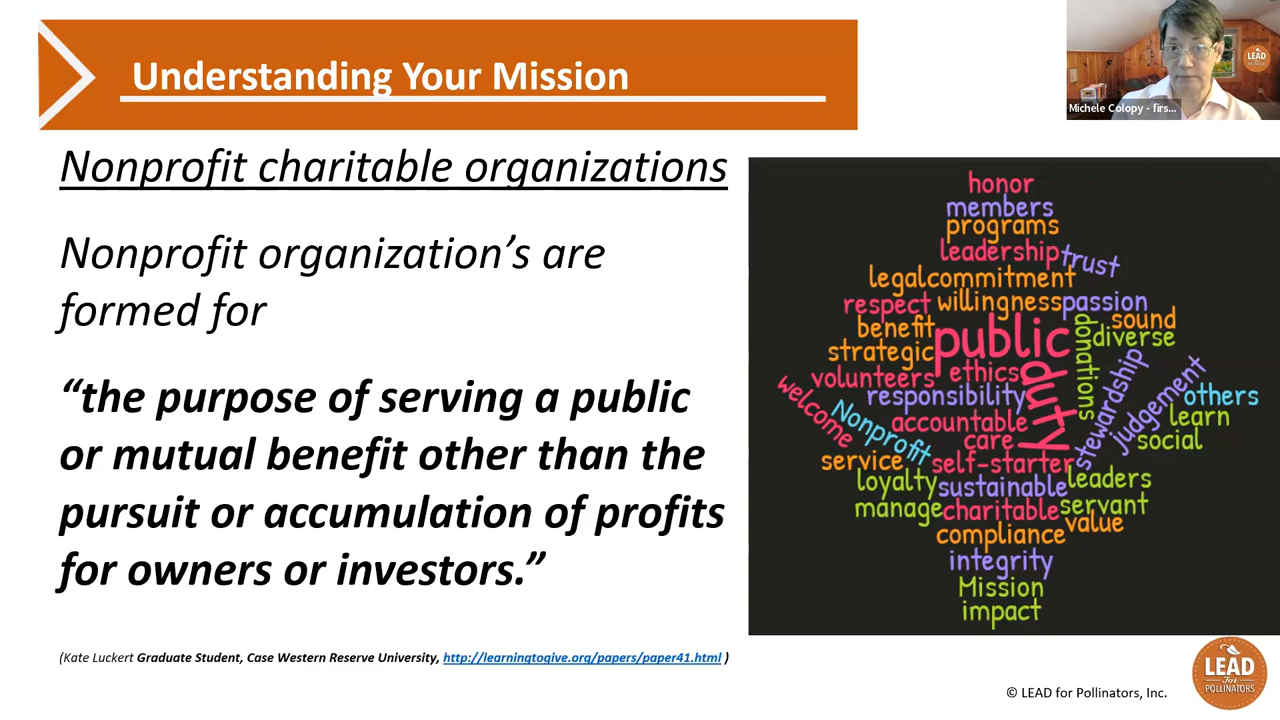 Understanding Your Mission
Michele Colopy - firs...
LEAD
Nonprofit charitable organizations
Nonprofit organization's are
formed for
“the purpose of serving a public
or mutual benefit other than the
pursuit or accumulation of profits
for owners or investors.”
(Kate Luckert Graduate Student, Case Western Reserve University, http://learningtogive.org/papers/paper41.html )
honor
members
programs
leadership trust
legal commitment
respect willingness passion
benefit public donations sound
strategic diverse
volunteers ethics duty stewardship judgement
welcome responsibility others
Nonprofit accountable learn
care social
service self-starter
loyalty sustainable leaders
manage charitable servant
compliance value
integrity
Mission
impact
LEAD
For
POLLINATORS
© LEAD for Pollinators, Inc.